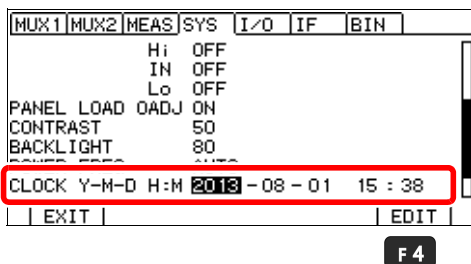 MUX1 MUX2 MEAS SYS I/O IF BIN
Hi OFF
IN OFF
Lo OFF
PANEL LOAD OADJ ON
CONTRAST 50
BACKLIGHT 80
CLOCK Y-M-D H:M 2013 - 08 - 01 15 : 38
EXIT EDIT
F4